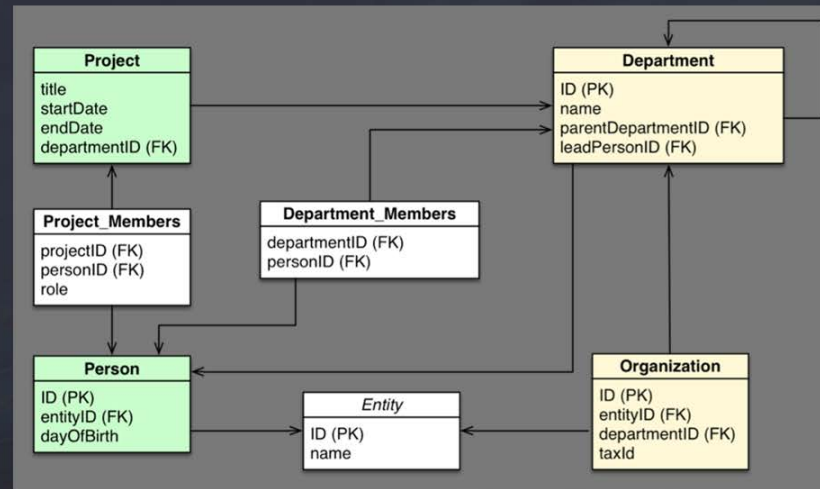 Project
title
startDate
endDate
departmentID (FK)
Department
ID (PK)
name
parentDepartmentID (FK)
leadPersonID (FK)
Project_Members
projectID (FK)
personID (FK)
role
Department_Members
departmentID (FK)
personID (FK)
Person
ID (PK)
entityID (FK)
dayOfBirth
Entity
ID (PK)
name
Organization
ID (PK)
entityID (FK)
departmentID (FK)
taxId